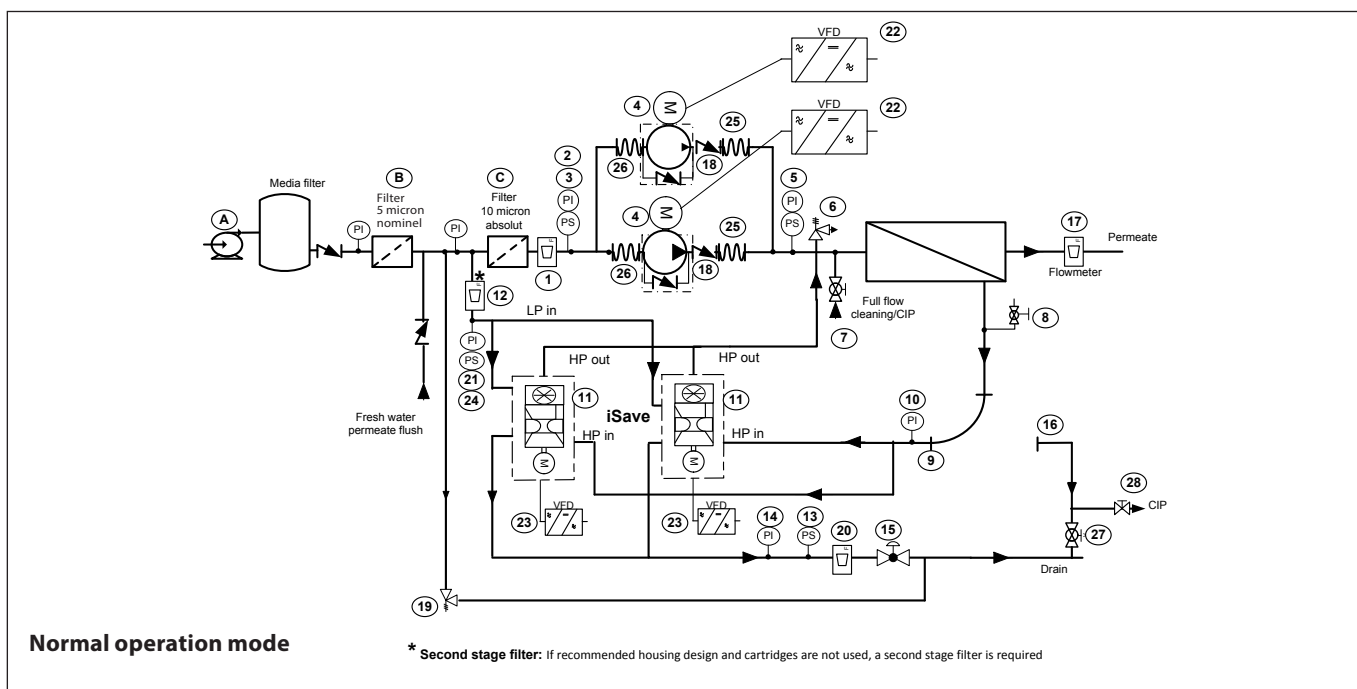 VFD
22
VFD
22
4
M
25
26
18
2
3
PI
PS
5
PI
PS
6
B
Filter
5 micron
nominel
C
Filter
10 micron
absolut
Media filter
A
PI
PI
4
M
25
26
18
17
Permeate
Flowmeter
1
*
12
LP in
Full flow
cleaning/CIP
7
8
PI
PS
21
24
HP out
HP out
11
iSave
11
10
PI
HP in
HP in
9
16
Fresh water
permeate flush
M
M
28
CIP
23
VFD
23
VFD
14
PI
13
PS
20
15
27
Drain
19
Normal operation mode
* Second stage filter: If recommended housing design and cartridges are not used, a second stage filter is required